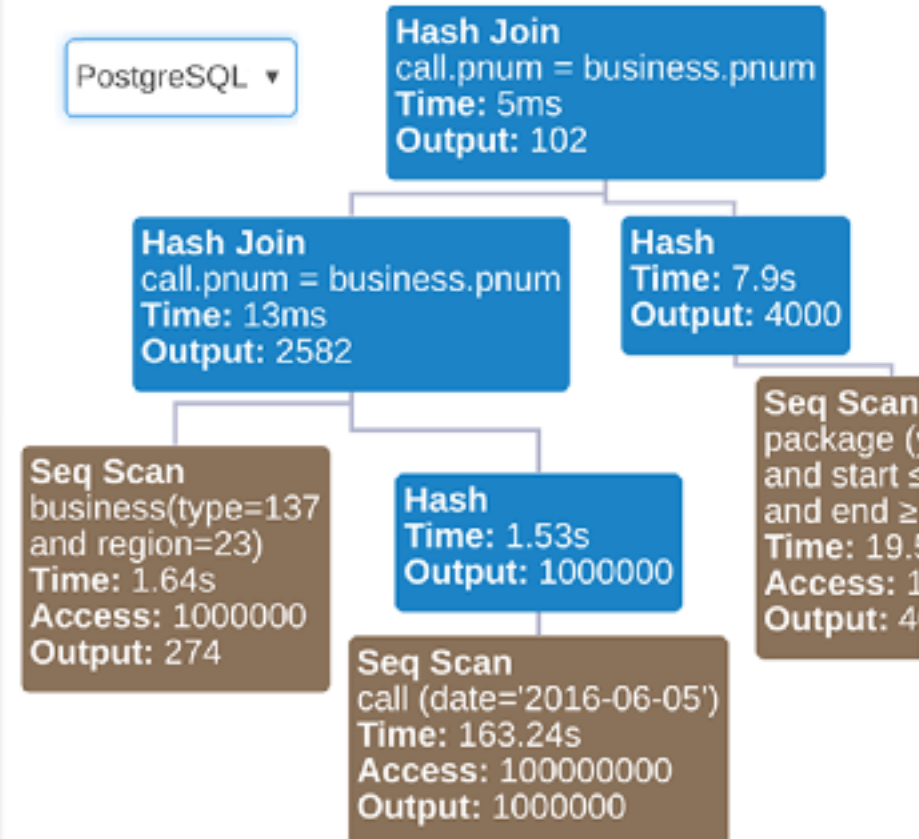 PostgreSQL ▼
Hash Join
call.pnum = business.pnum
Time: 5ms
Output: 102
Hash Join
call.pnum = business.pnum
Time: 13ms
Output: 2582
Hash
Time: 7.9s
Output: 4000
Seq Scan
business(type=137
and region=23)
Time: 1.64s
Access: 1000000
Output: 274
Hash
Time: 1.53s
Output: 1000000
Seq Scan
call (date='2016-06-05')
Time: 163.24s
Access: 100000000
Output: 1000000
Seq Scan
package (
and start ≤
and end ≥
Time: 19.
Access: 1
Output: 4